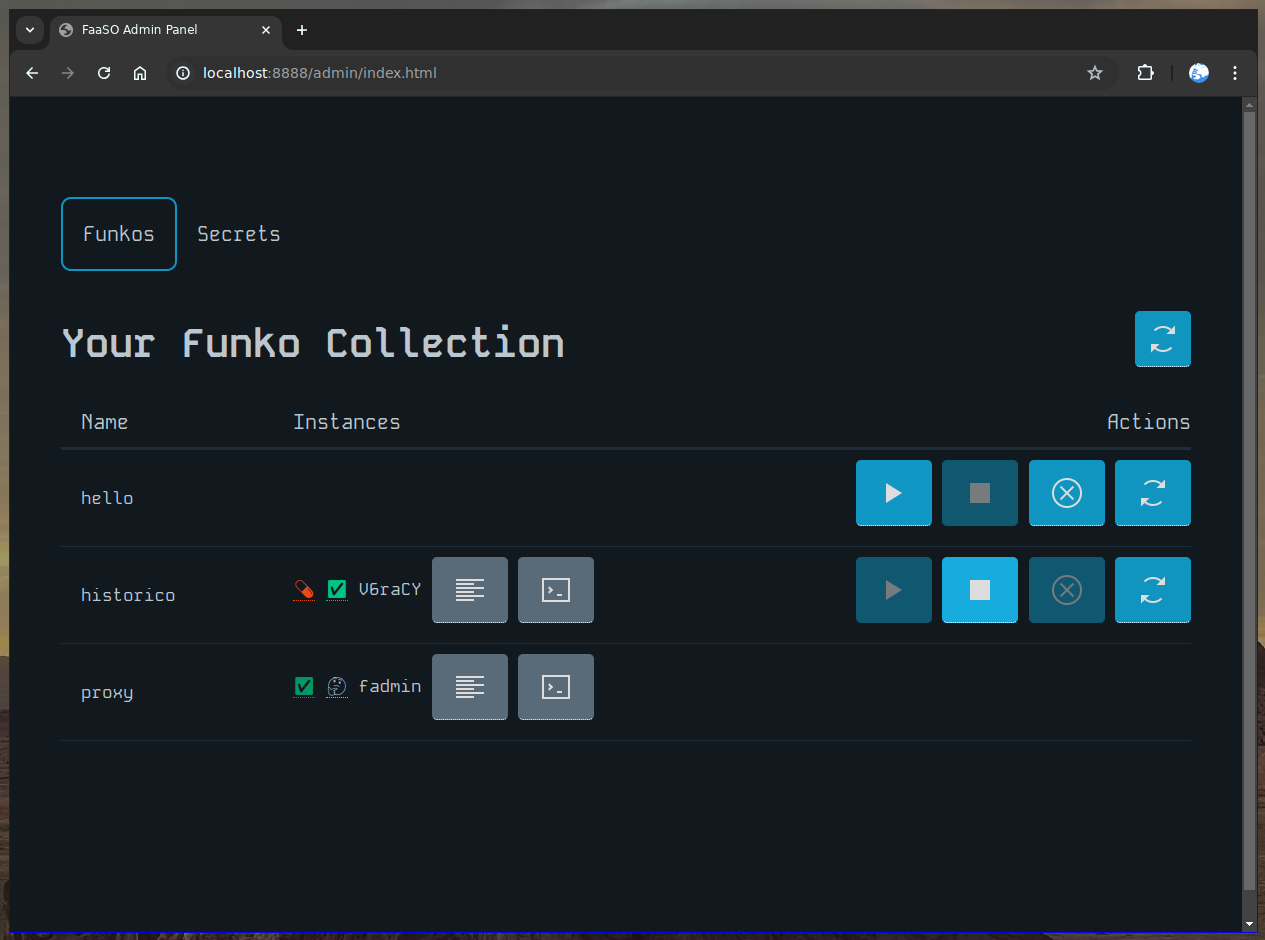 FaaSO Admin Panel
localhost:8888/admin/index.html
Funkos Secrets
Your Funko Collection
Name Instances Actions
hello
historico V6raCY
proxy fadmin